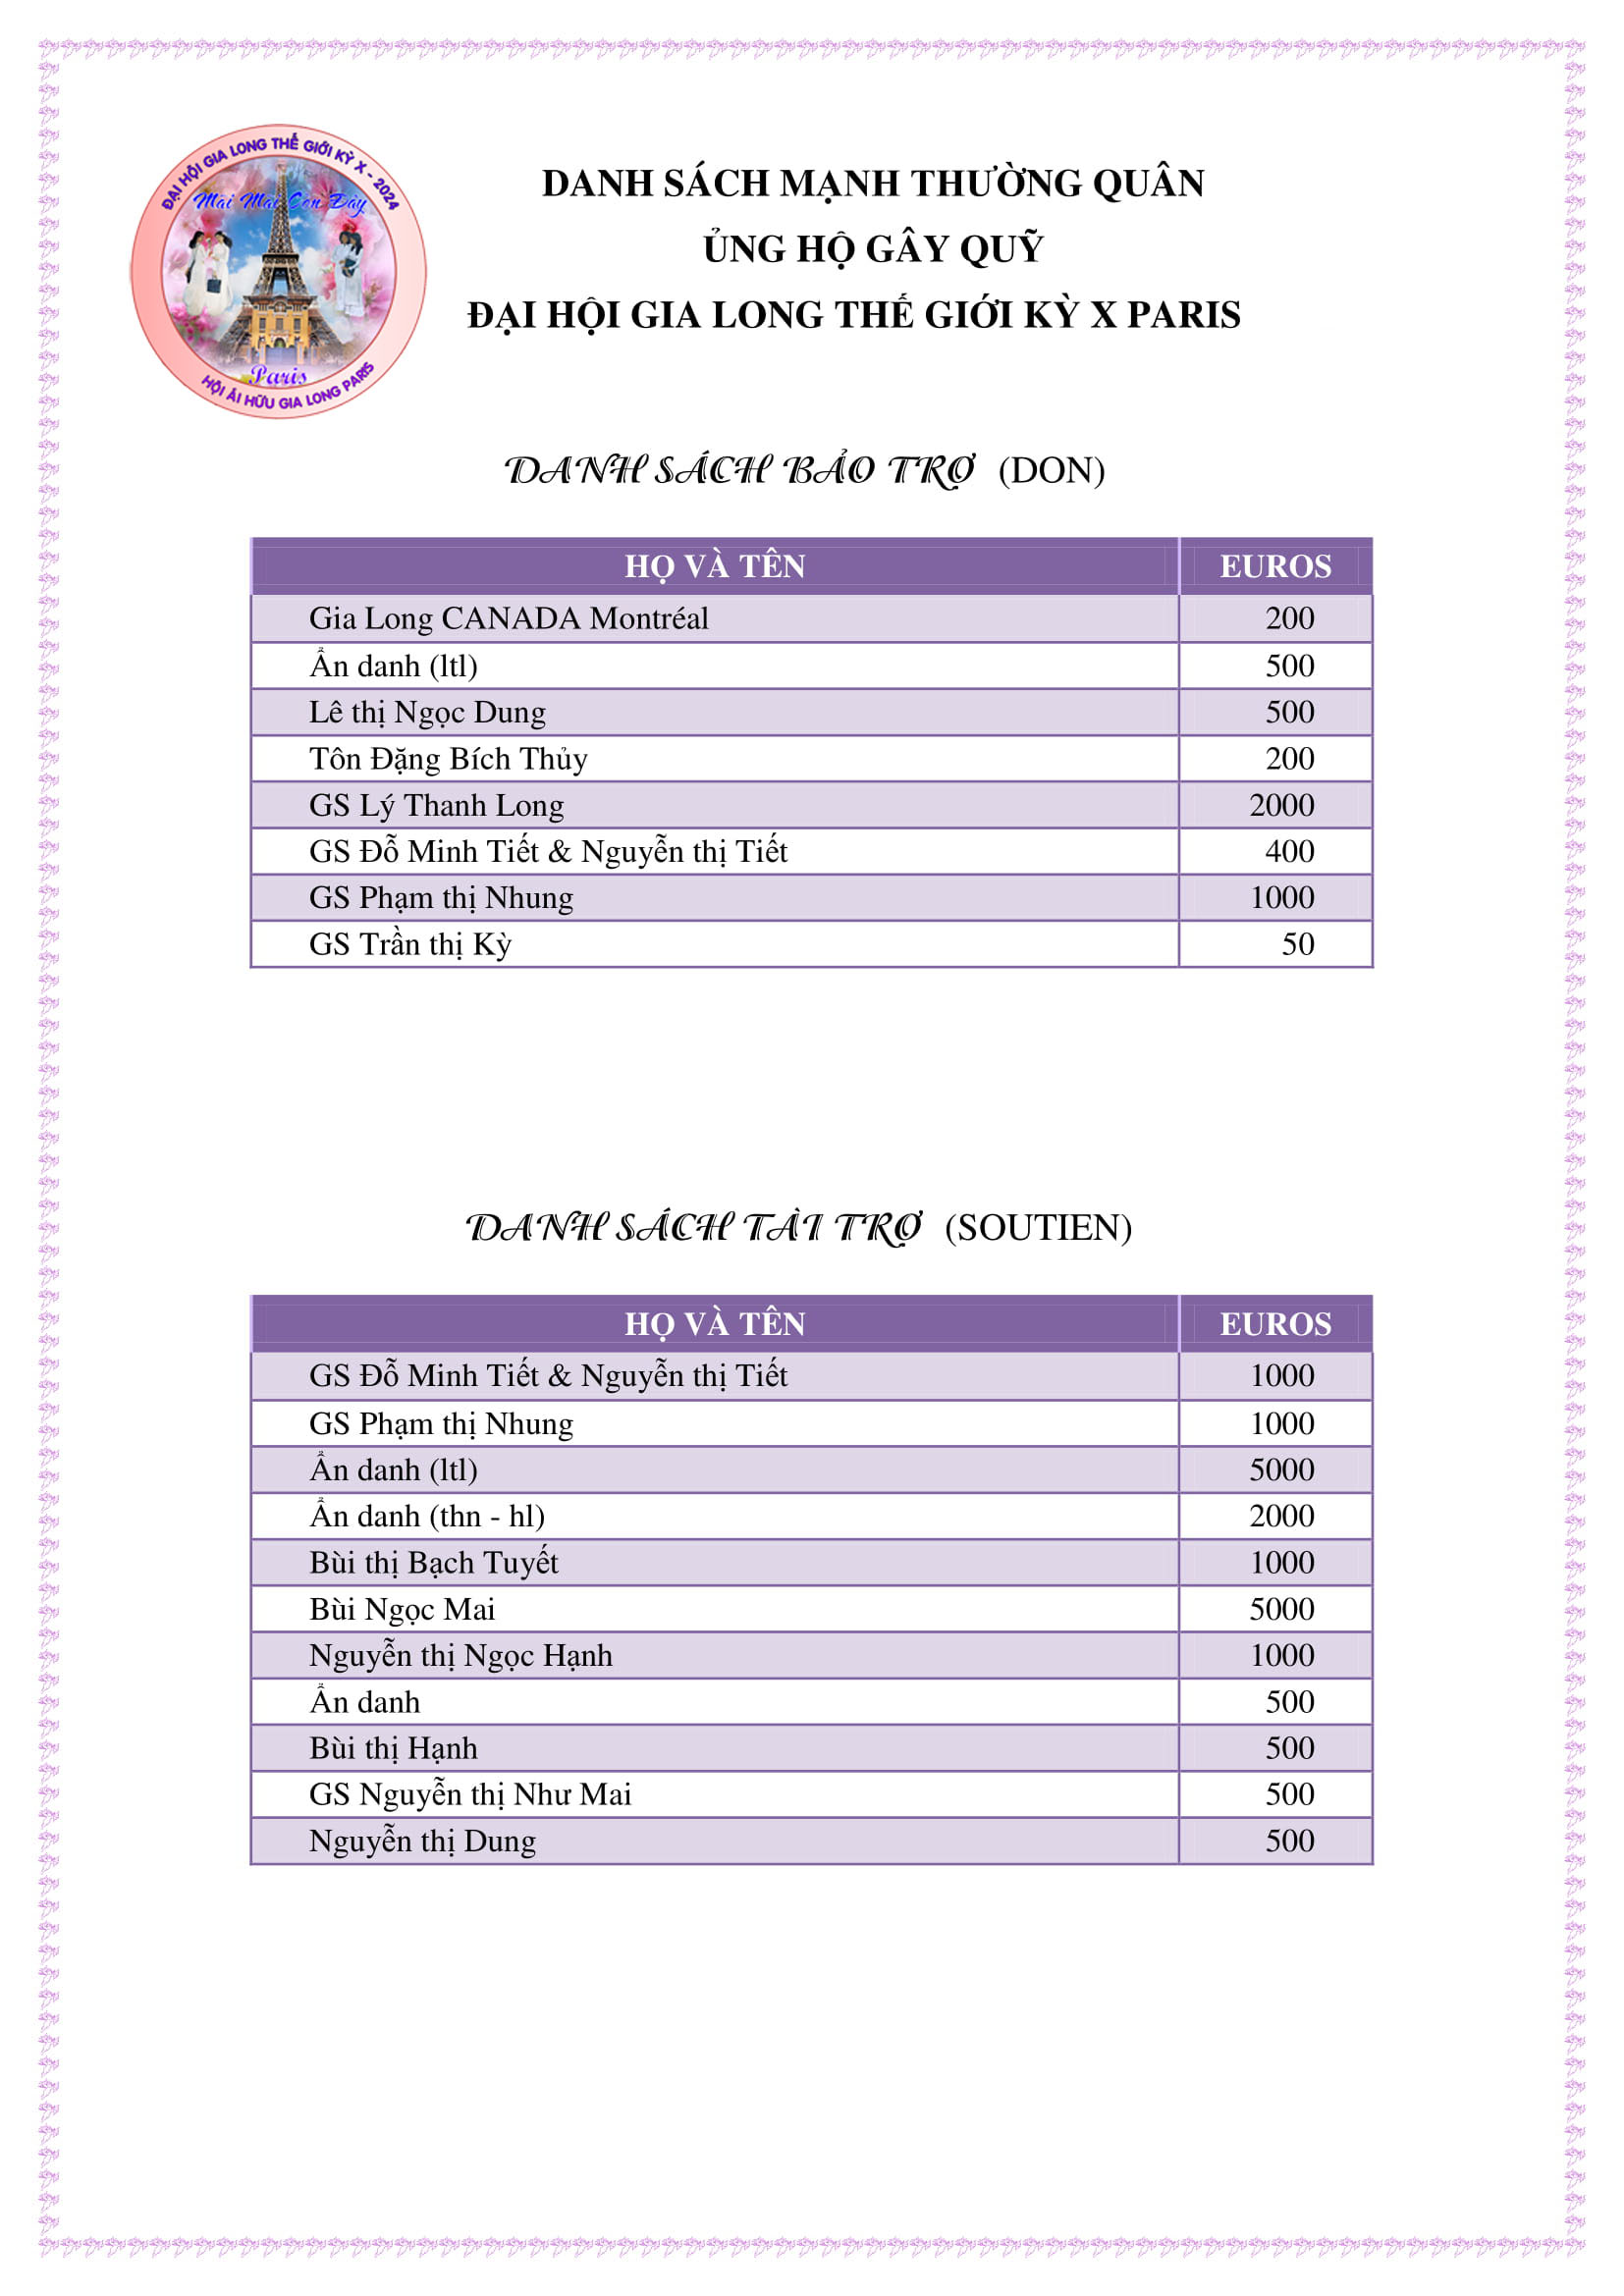 ĐẠI HỘI GIA LONG THẾ GIỚI KỲ X - 2024
Mãi Mãi Còn Đây
Paris
HỘI ÁI HỮU GIA LONG PARIS
DANH SÁCH MẠNH THƯỜNG QUÂN
ỦNG HỘ GÂY QUỸ
ĐẠI HỘI GIA LONG THẾ GIỚI KỲ X PARIS
DANH SÁCH BẢO TRỢ (DON)
HỌ VÀ TÊN EUROS
Gia Long CANADA Montréal 200
Ẩn danh (ltl) 500
Lê thị Ngọc Dung 500
Tôn Đặng Bích Thủy 200
GS Lý Thanh Long 2000
GS Đỗ Minh Tiết & Nguyễn thị Tiết 400
GS Phạm thị Nhung 1000
GS Trần thị Kỳ 50
DANH SÁCH TÀI TRỢ (SOUTIEN)
HỌ VÀ TÊN EUROS
GS Đỗ Minh Tiết & Nguyễn thị Tiết 1000
GS Phạm thị Nhung 1000
Ẩn danh (ltl) 5000
Ẩn danh (thn - hl) 2000
Bùi thị Bạch Tuyết 1000
Bùi Ngọc Mai 5000
Nguyễn thị Ngọc Hạnh 1000
Ẩn danh 500
Bùi thị Hạnh 500
GS Nguyễn thị Như Mai 500
Nguyễn thị Dung 500